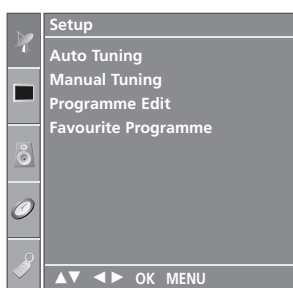 Setup
Auto Tuning
Manual Tuning
Programme Edit
Favourite Programme
▲▼ ◄► OK MENU